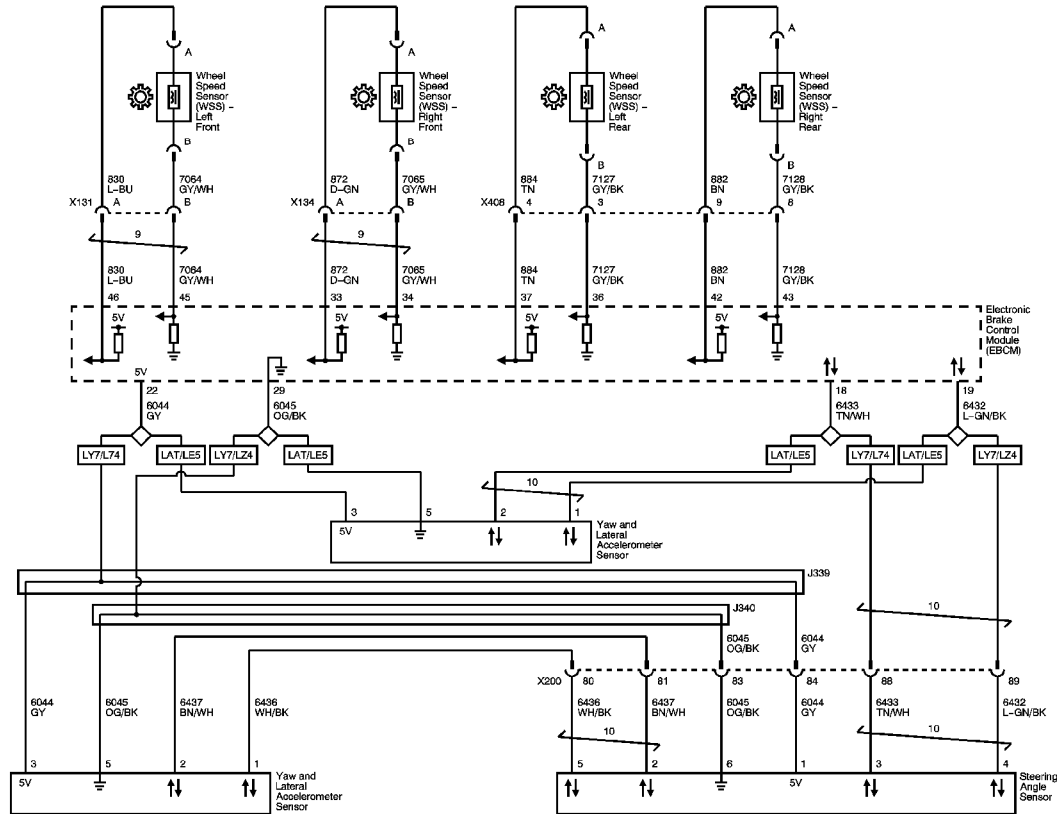 A
A
A
A
Wheel
Speed
Sensor
(WSS) –
Left
Front
Wheel
Speed
Sensor
(WSS) –
Right
Front
Wheel
Speed
Sensor
(WSS) –
Left
Rear
Wheel
Speed
Sensor
(WSS) –
Right
Rear
B
B
B
B
830
L–BU
7064
GY/WH
872
D–GN
7065
GY/WH
884
TN
7127
GY/BK
882
BN
7128
GY/BK
X131 A B
X134 A B
X408 4 3 9 8
9
9
830
L–BU
7064
GY/WH
872
D–GN
7065
GY/WH
884
TN
7127
GY/BK
882
BN
7128
GY/BK
46 45 33 34 37 36 42 43
5V 5V 5V 5V
Electronic
Brake
Control
Module
(EBCM)
5V
22 29 18 19
6044
GY
6045
OG/BK
6433
TN/WH
6432
L–GN/BK
LY7/L74 LAT/LE5 LY7/LZ4 LAT/LE5 LAT/LE5 LY7/L74 LAT/LE5 LY7/LZ4
10
3 5 2 1
5V
Yaw and
Lateral
Accelerometer
Sensor
J339
J340
10
6045
OG/BK
6044
GY
X200 80 81 83 84 88 89
6044
GY
6045
OG/BK
6437
BN/WH
6436
WH/BK
6436
WH/BK
6437
BN/WH
6045
OG/BK
6044
GY
6433
TN/WH
6432
L–GN/BK
10
10
3 5 2 1
5V
Yaw and
Lateral
Accelerometer
Sensor
5 2 6 1 3 4
5V
Steering
Angle
Sensor